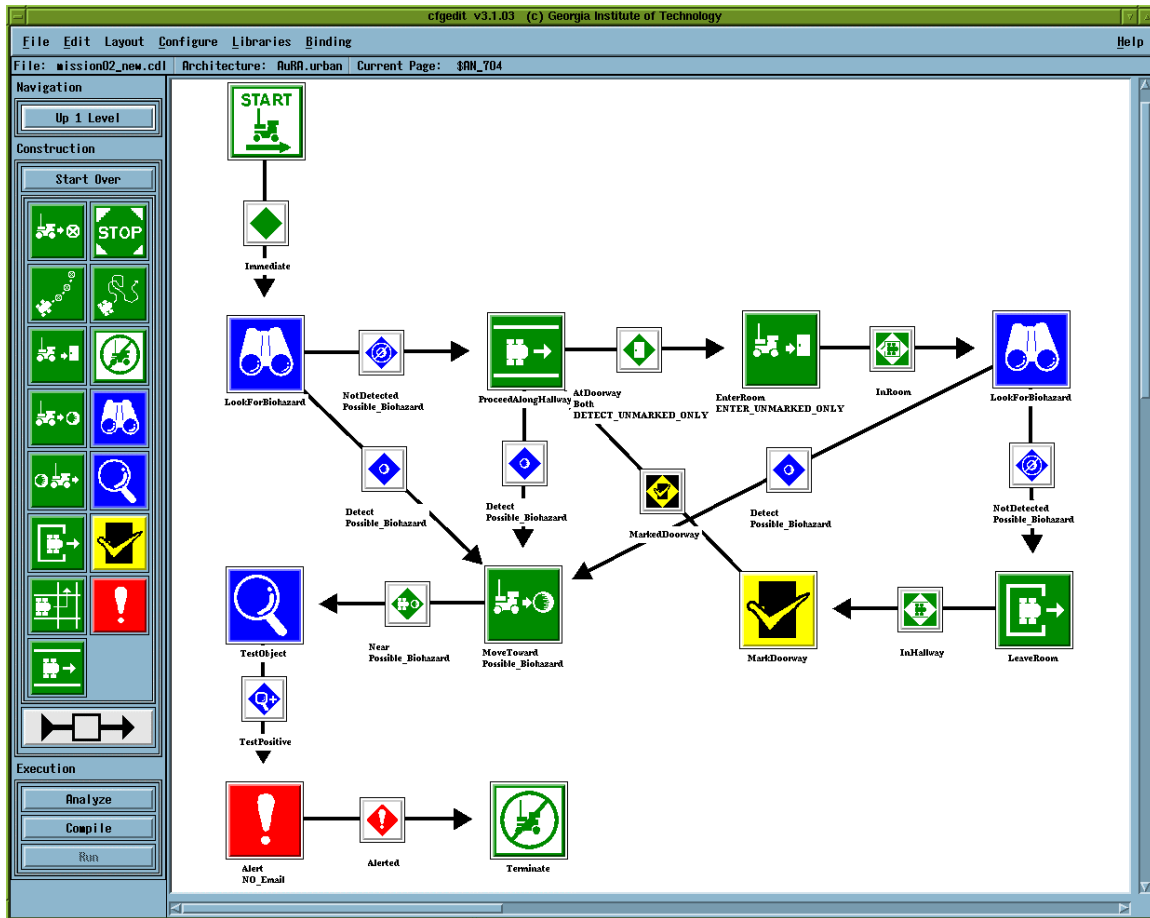 cfgedit v3.1.03 (c) Georgia Institute of Technology
File Edit Layout Configure Libraries Binding Help
File: mission02_new.cdl Architecture: AuRA.urban Current Page: $AN_704
Navigation
Up 1 Level
Construction
Start Over
STOP
Execution
Analyze
Compile
Run
START
Immediate
LookForBiohazard
NotDetected
Possible_Biohazard
ProceedAlongHallway
AtDoorway
Both
DETECT_UNMARKED_ONLY
EnterRoom
ENTER_UNMARKED_ONLY
InRoom
LookForBiohazard
Detect
Possible_Biohazard
Detect
Possible_Biohazard
MarkedDoorway
Detect
Possible_Biohazard
NotDetected
Possible_Biohazard
TestObject
Near
Possible_Biohazard
MoveToward
Possible_Biohazard
MarkDoorway
InHallway
LeaveRoom
TestPositive
Alert
NO_Email
Alerted
Terminate